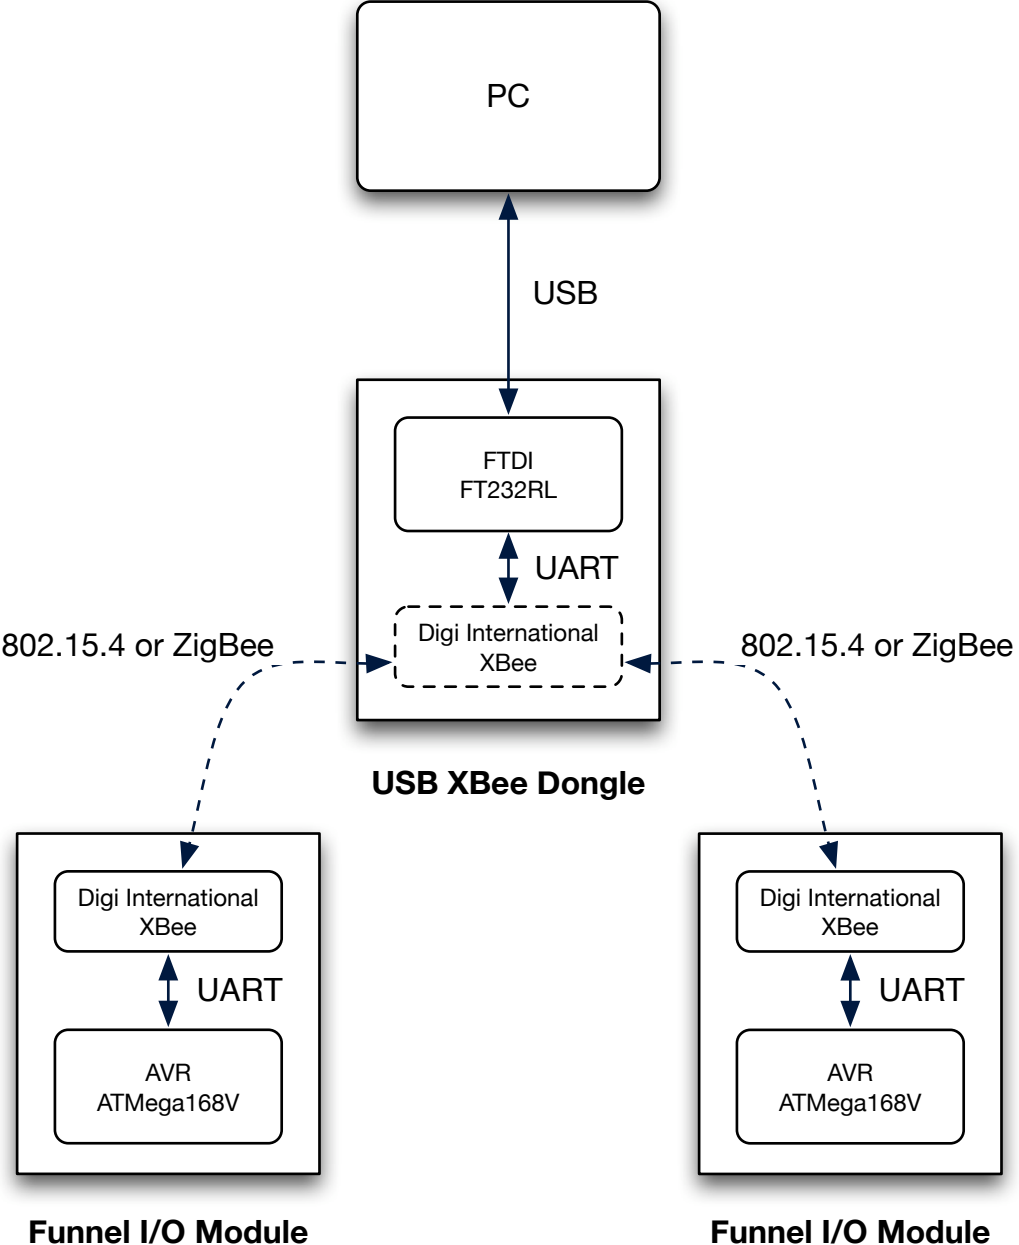 PC
USB
FTDI
FT232RL
UART
Digi International
XBee
802.15.4 or ZigBee
802.15.4 or ZigBee
USB XBee Dongle
Digi International
XBee
UART
AVR
ATMega168V
Funnel I/O Module
Digi International
XBee
UART
AVR
ATMega168V
Funnel I/O Module